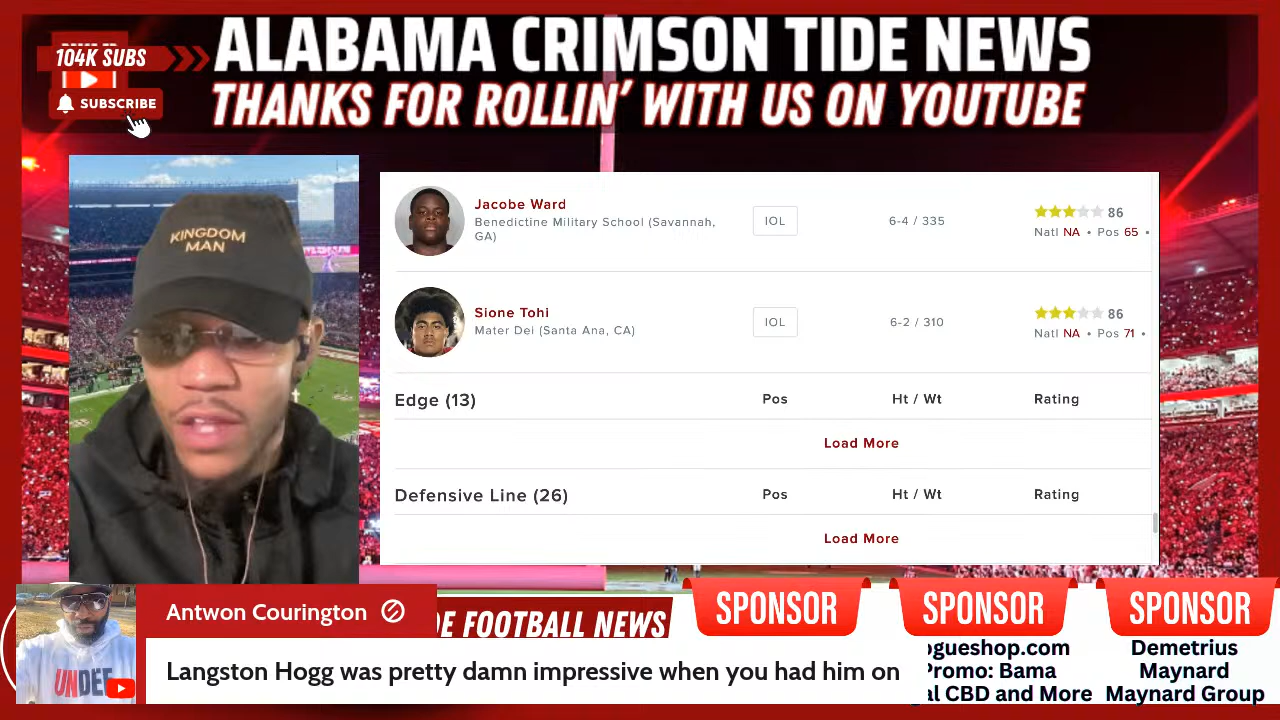 ALABAMA CRIMSON TIDE NEWS
104K SUBS
SUBSCRIBE
THANKS FOR ROLLIN' WITH US ON YOUTUBE
KINGDOM
MAN
Jacobe Ward
Benedictine Military School (Savannah,
GA)
IOL
6-4 / 335
86
Natl NA • Pos 65 •
Sione Tohi
Mater Dei (Santa Ana, CA)
IOL
6-2 / 310
86
Natl NA • Pos 71 •
Edge (13) Pos Ht / Wt Rating
Load More
Defensive Line (26) Pos Ht / Wt Rating
Load More
Antwon Courington
DE FOOTBALL NEWS
Langston Hogg was pretty damn impressive when you had him on
UNDEF
SPONSOR
ogueshop.com
Promo: Bama
al CBD and More
SPONSOR
SPONSOR
Demetrius
Maynard
Maynard Group